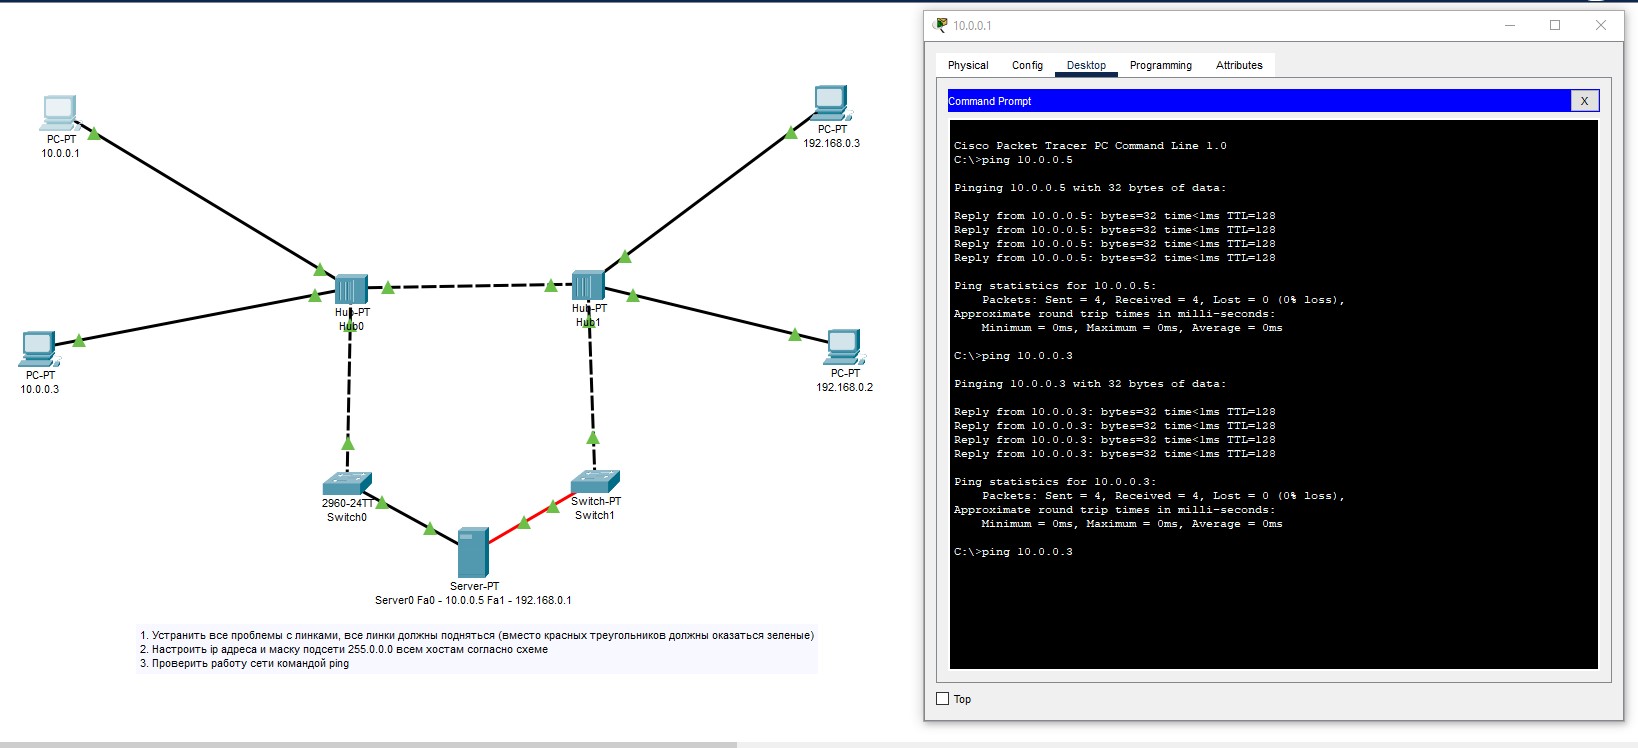 PC-PT
10.0.0.1
PC-PT
192.168.0.3
Hub-PT
Hub0
Hub-PT
Hub1
PC-PT
10.0.0.3
PC-PT
192.168.0.2
2960-24TT
Switch0
Switch-PT
Switch1
Server-PT
Server0 Fa0 - 10.0.0.5 Fa1 - 192.168.0.1
1. Устранить все проблемы с линками, все линки должны подняться (вместо красных треугольников должны оказаться зеленые)
2. Настроить ip адреса и маску подсети 255.0.0.0 всем хостам согласно схеме
3. Проверить работу сети командой ping
10.0.0.1
Physical Config Desktop Programming Attributes
Command Prompt X
Cisco Packet Tracer PC Command Line 1.0
C:\>ping 10.0.0.5
Pinging 10.0.0.5 with 32 bytes of data:
Reply from 10.0.0.5: bytes=32 time<1ms TTL=128
Reply from 10.0.0.5: bytes=32 time<1ms TTL=128
Reply from 10.0.0.5: bytes=32 time<1ms TTL=128
Reply from 10.0.0.5: bytes=32 time<1ms TTL=128
Ping statistics for 10.0.0.5:
Packets: Sent = 4, Received = 4, Lost = 0 (0% loss),
Approximate round trip times in milli-seconds:
Minimum = 0ms, Maximum = 0ms, Average = 0ms
C:\>ping 10.0.0.3
Pinging 10.0.0.3 with 32 bytes of data:
Reply from 10.0.0.3: bytes=32 time<1ms TTL=128
Reply from 10.0.0.3: bytes=32 time<1ms TTL=128
Reply from 10.0.0.3: bytes=32 time<1ms TTL=128
Reply from 10.0.0.3: bytes=32 time<1ms TTL=128
Ping statistics for 10.0.0.3:
Packets: Sent = 4, Received = 4, Lost = 0 (0% loss),
Approximate round trip times in milli-seconds:
Minimum = 0ms, Maximum = 0ms, Average = 0ms
C:\>ping 10.0.0.3
Top